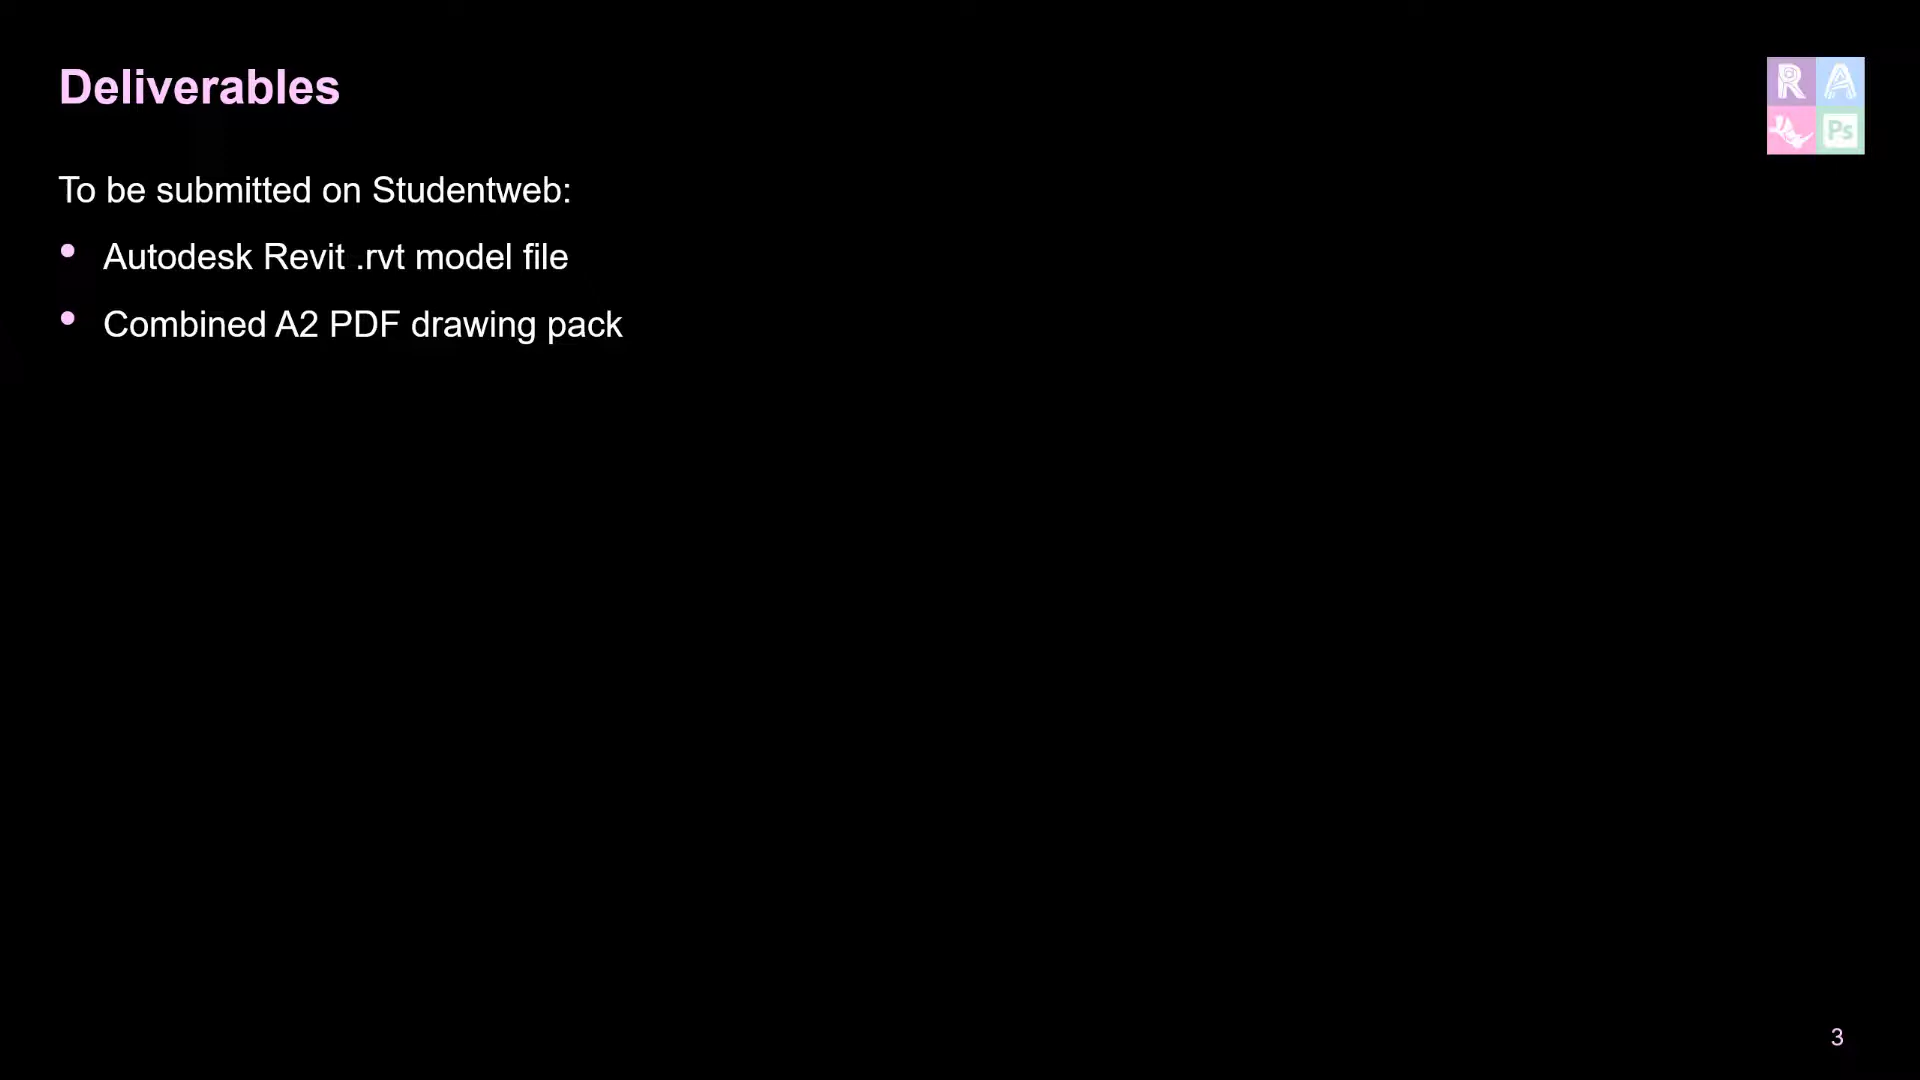 Deliverables
R A
Ps
To be submitted on Studentweb:
• Autodesk Revit .rvt model file
• Combined A2 PDF drawing pack
3